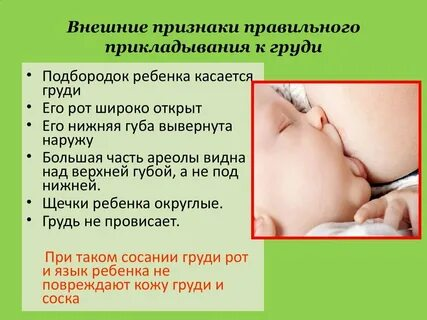 Внешние признаки правильного
прикладывания к груди
• Подбородок ребенка касается
груди
• Его рот широко открыт
• Его нижняя губа вывернута
наружу
• Большая часть ареолы видна
над верхней губой, а не под
нижней.
• Щечки ребенка округлые.
• Грудь не провисает.
При таком сосании груди рот
и язык ребенка не
повреждают кожу груди и
соска